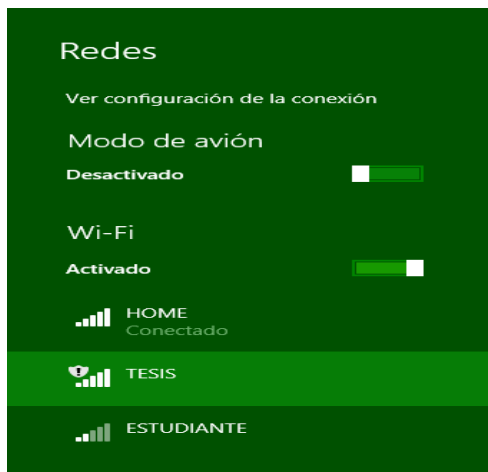 Redes
Ver configuración de la conexión
Modo de avión
Desactivado
Wi-Fi
Activado
HOME
Conectado
TESIS
ESTUDIANTE